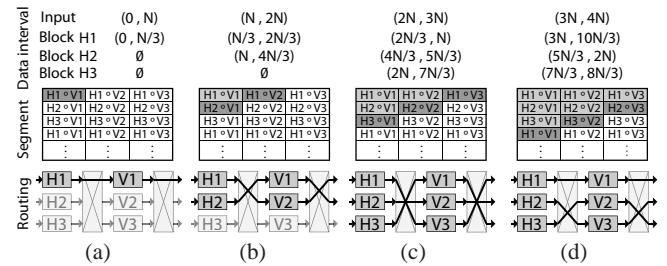 Data interval
Input (0 , N) (N , 2N) (2N , 3N) (3N , 4N)
Block H1 (0 , N/3) (N/3 , 2N/3) (2N/3 , N) (3N , 10N/3)
Block H2 Ø (N , 4N/3) (4N/3 , 5N/3) (5N/3 , 2N)
Block H3 Ø Ø (2N , 7N/3) (7N/3 , 8N/3)
Segment
H1∘V1 H1∘V2 H1∘V3 H1∘V1 H1∘V2 H1∘V3 H1∘V1 H1∘V2 H1∘V3 H1∘V1 H1∘V2 H1∘V3
H2∘V1 H2∘V2 H2∘V3 H2∘V1 H2∘V2 H2∘V3 H2∘V1 H2∘V2 H2∘V3 H2∘V1 H2∘V2 H2∘V3
H3∘V1 H3∘V2 H3∘V3 H3∘V1 H3∘V2 H3∘V3 H3∘V1 H3∘V2 H3∘V3 H3∘V1 H3∘V2 H3∘V3
H1∘V1 H1∘V2 H1∘V3 H1∘V1 H1∘V2 H1∘V3 H1∘V1 H1∘V2 H1∘V3 H1∘V1 H1∘V2 H1∘V3
⋮ ⋮ ⋮ ⋮ ⋮ ⋮ ⋮ ⋮ ⋮ ⋮ ⋮ ⋮
Routing
H1 V1 H1 V1 H1 V1 H1 V1
H2 V2 H2 V2 H2 V2 H2 V2
H3 V3 H3 V3 H3 V3 H3 V3
(a) (b) (c) (d)